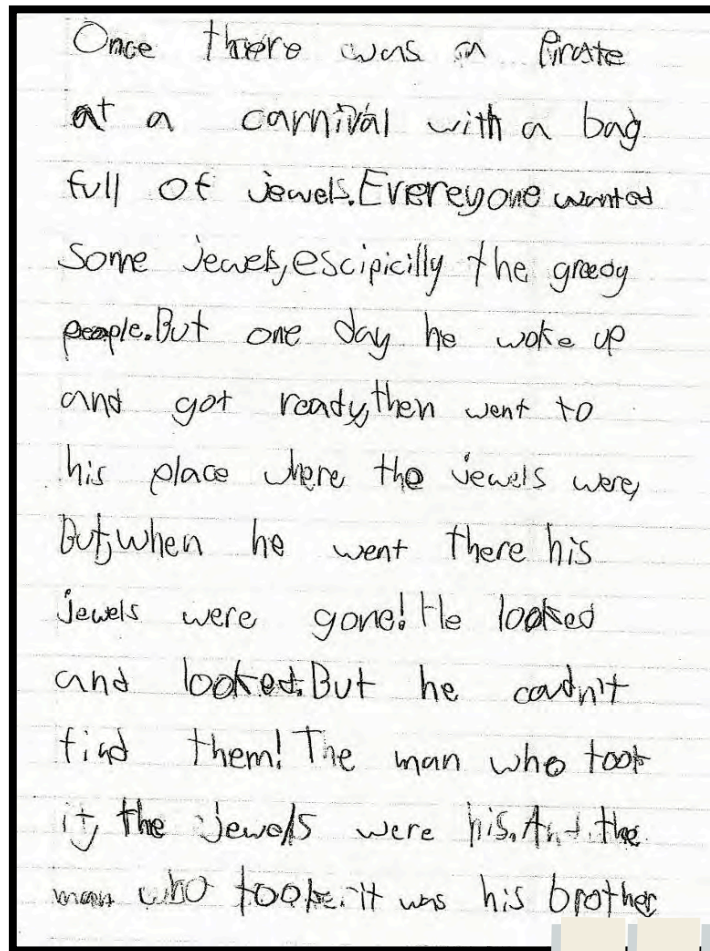 Once there was a Pirate
at a carnival with a bag
full of jewels. Evereyone wanted
some jewels, escipicilly the greedy
people. But one day he woke up
and got ready, then went to
his place where the jewels were,
But, when he went there his
jewels were gone! He looked
and looked. But he coudn't
find them! The man who took
it, the jewels were his. And the
man who took it was his brother